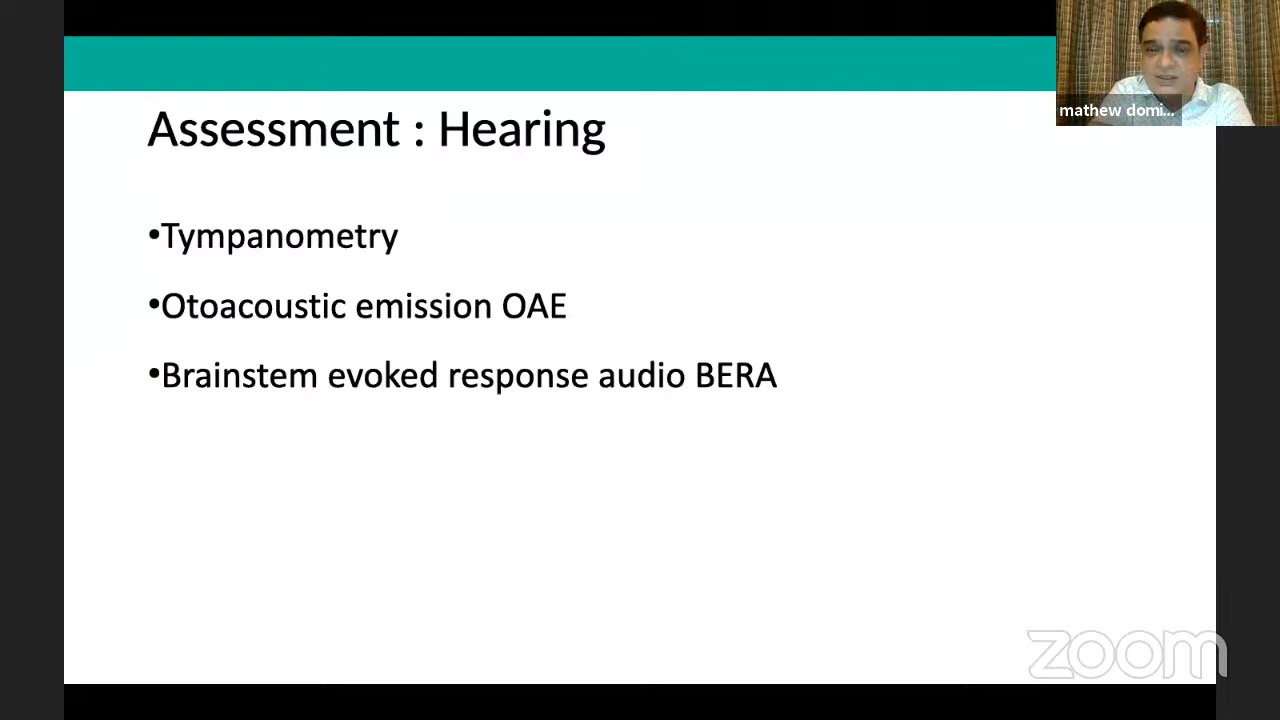 mathew domi...
Assessment : Hearing
•Tympanometry
•Otoacoustic emission OAE
•Brainstem evoked response audio BERA
zoom